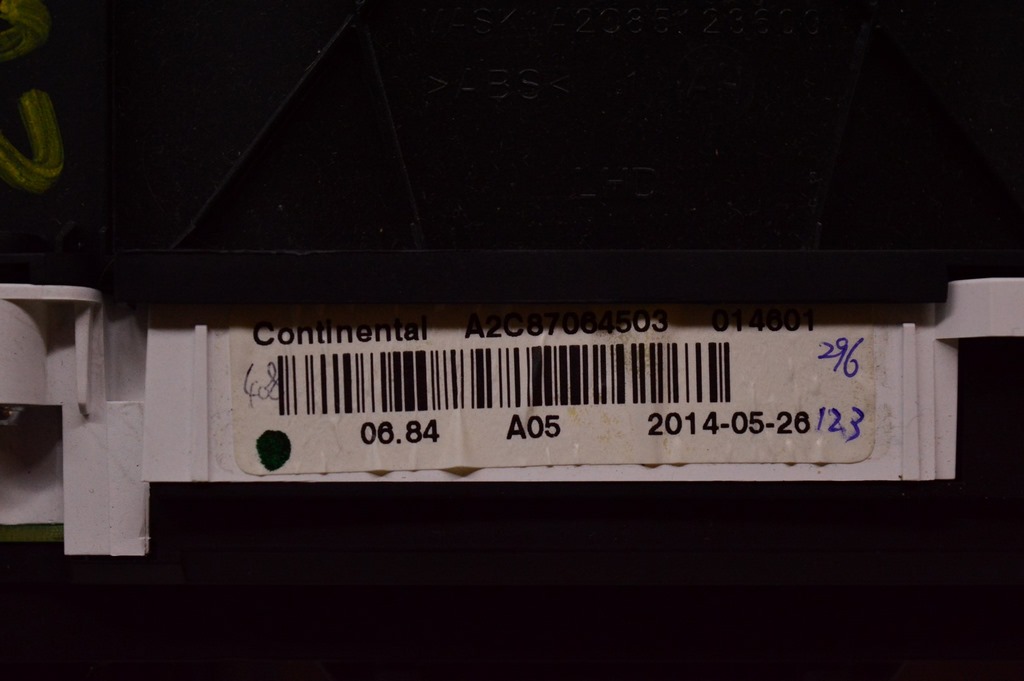 >ABS<
LHD
Continental A2C87064503 014601
408
296
06.84 A05 2014-05-26 123